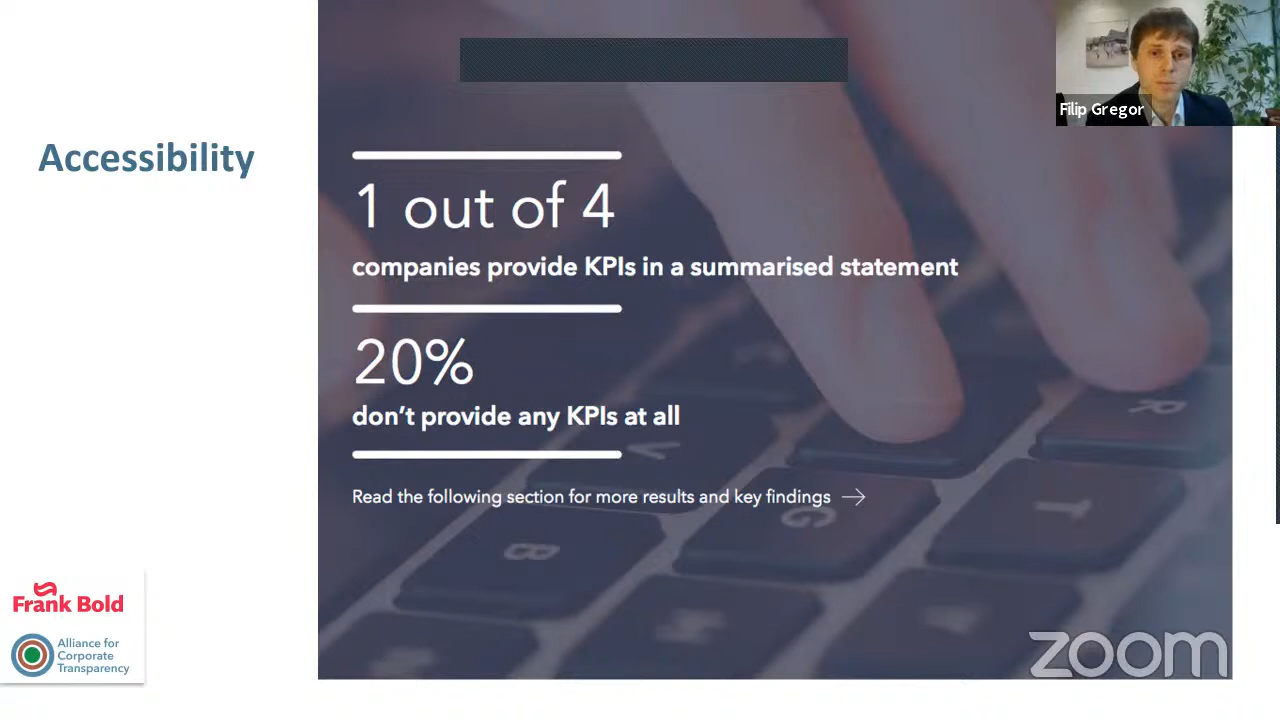 Filip Gregor
Accessibility
1 out of 4
companies provide KPIs in a summarised statement
20%
don’t provide any KPIs at all
Read the following section for more results and key findings
R
V
G
T
B
Frank Bold
Alliance for
Corporate
Transparency
zoom